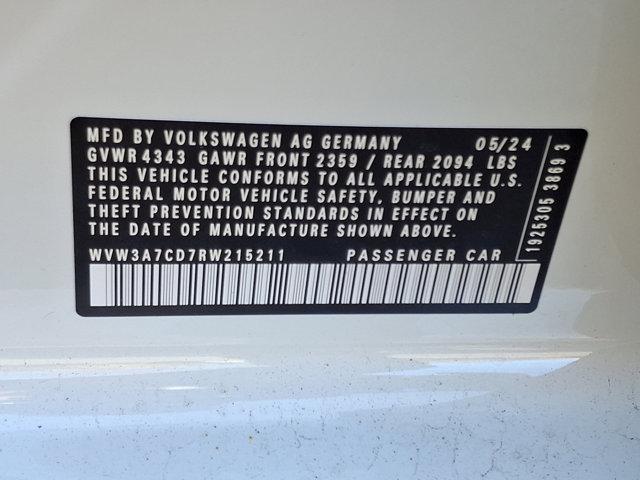 MFD BY VOLKSWAGEN AG GERMANY 05/24
GVWR 4343 GAWR FRONT 2359 / REAR 2094 LBS
THIS VEHICLE CONFORMS TO ALL APPLICABLE U.S.
FEDERAL MOTOR VEHICLE SAFETY, BUMPER AND
THEFT PREVENTION STANDARDS IN EFFECT ON
THE DATE OF MANUFACTURE SHOWN ABOVE.
WVW3A7CD7RW215211 PASSENGER CAR
1925305 3869 3